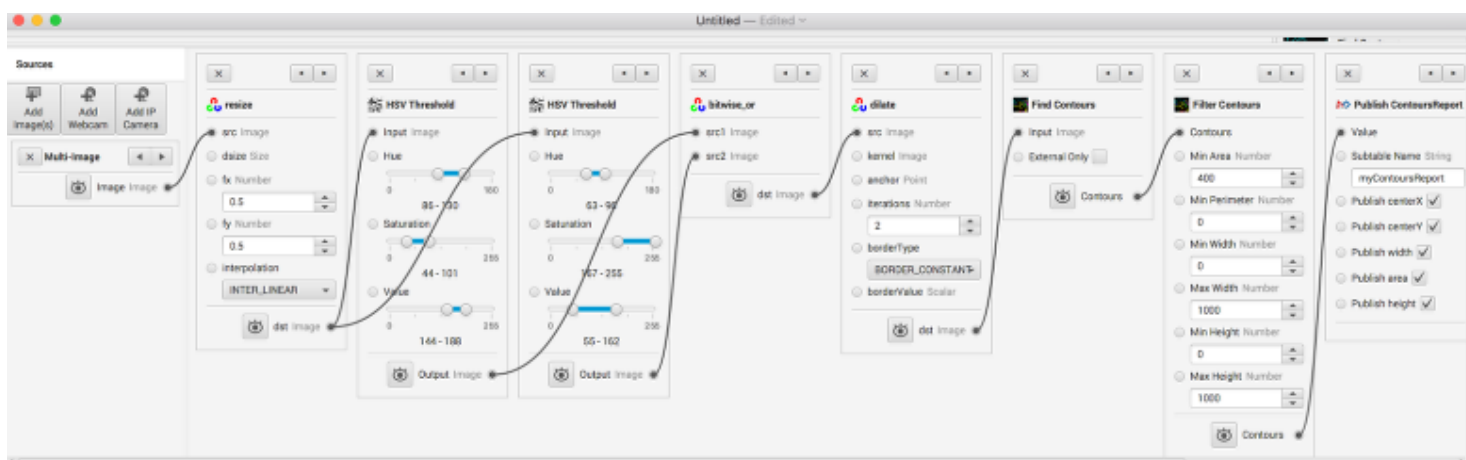 Untitled — Edited
Sources
Add Image(s)
Add Webcam
Add IP Camera
Multi-Image
Image Image
resize
src Image
dsize Size
fx Number
0.5
fy Number
0.5
interpolation
INTER_LINEAR
dst Image
HSV Threshold
Input Image
Hue
0 180
Saturation
0 255
44 - 101
Value
0 255
144 - 188
Output Image
HSV Threshold
Input Image
Hue
0 180
Saturation
0 255
Value
0 255
55 - 162
Output Image
bitwise_or
src1 Image
src2 Image
dst Image
dilate
src Image
kernel Image
anchor Point
iterations Number
2
borderType
BORDER_CONSTANT
borderValue Scalar
dst Image
Find Contours
Input Image
External Only
Contours
Filter Contours
Contours
Min Area Number
400
Min Perimeter Number
0
Min Width Number
0
Max Width Number
1000
Min Height Number
0
Max Height Number
1000
Contours
Publish ContoursReport
Value
Subtable Name String
myContoursReport
Publish centerX
Publish centerY
Publish width
Publish area
Publish height